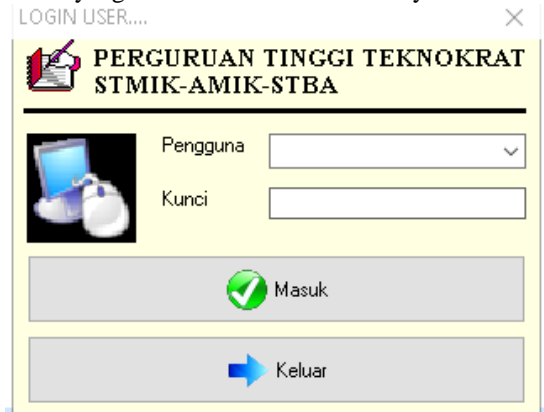 LOGIN USER....
PERGURUAN TINGGI TEKNOKRAT
STMIK-AMIK-STBA
Pengguna
Kunci
Masuk
Keluar